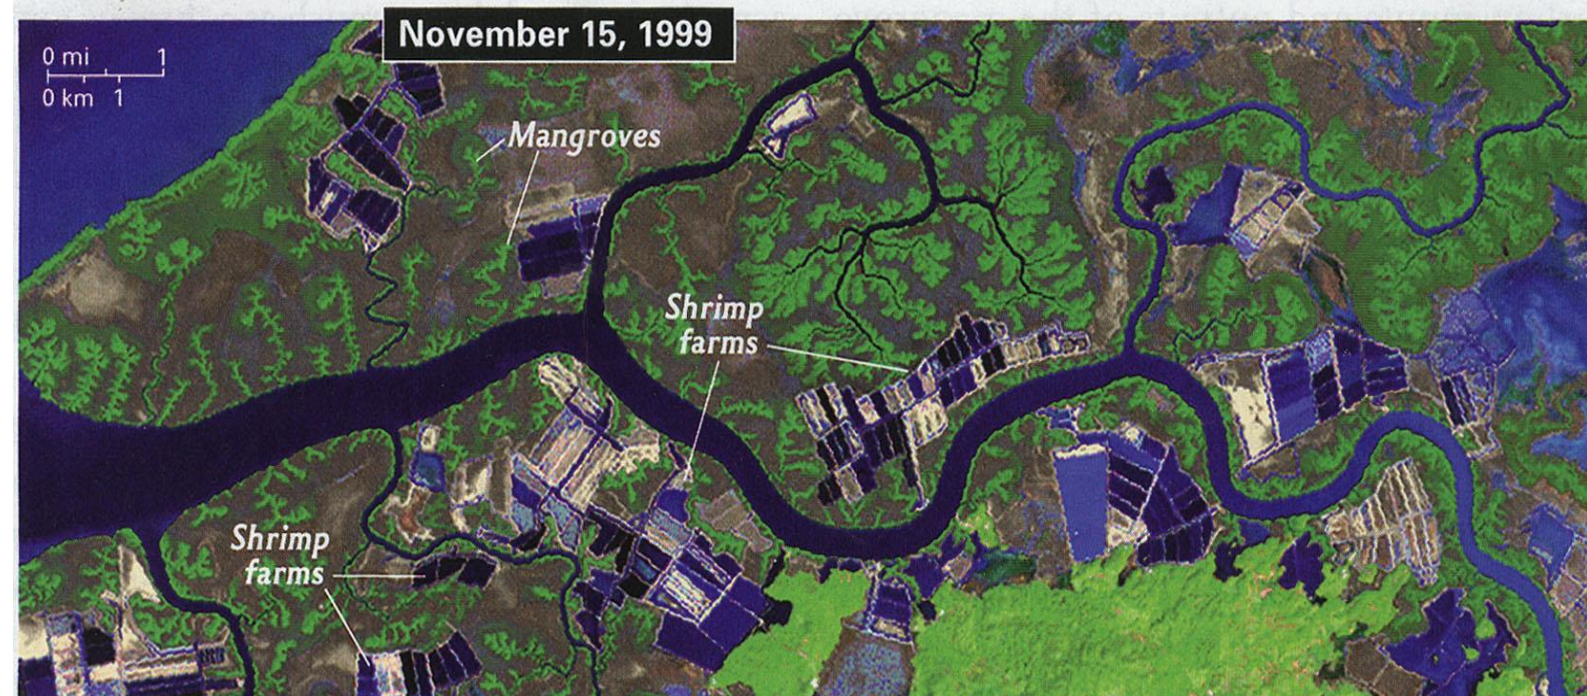 November 15, 1999
0 mi 1
0 km 1
Mangroves
Shrimp
farms
Shrimp
farms